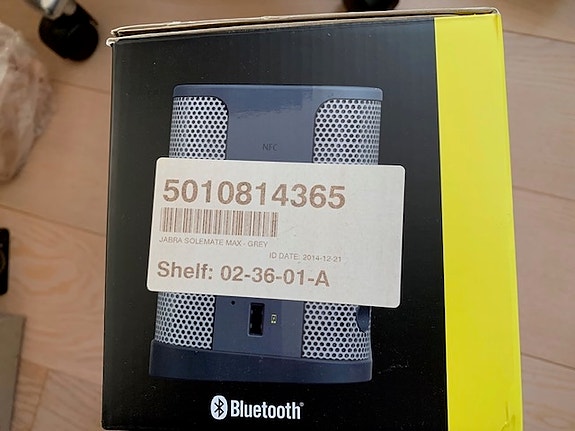 NFC
5010814365
JABRA SOLEMATE MAX - GREY
ID DATE: 2014-12-21
Shelf: 02-36-01-A
Bluetooth®